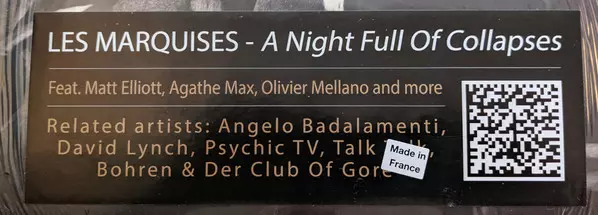 LES MARQUISES - A Night Full Of Collapses
Feat. Matt Elliott, Agathe Max, Olivier Mellano and more
Related artists: Angelo Badalamenti,
David Lynch, Psychic TV, Talk
Bohren & Der Club Of Gore
Made in
France